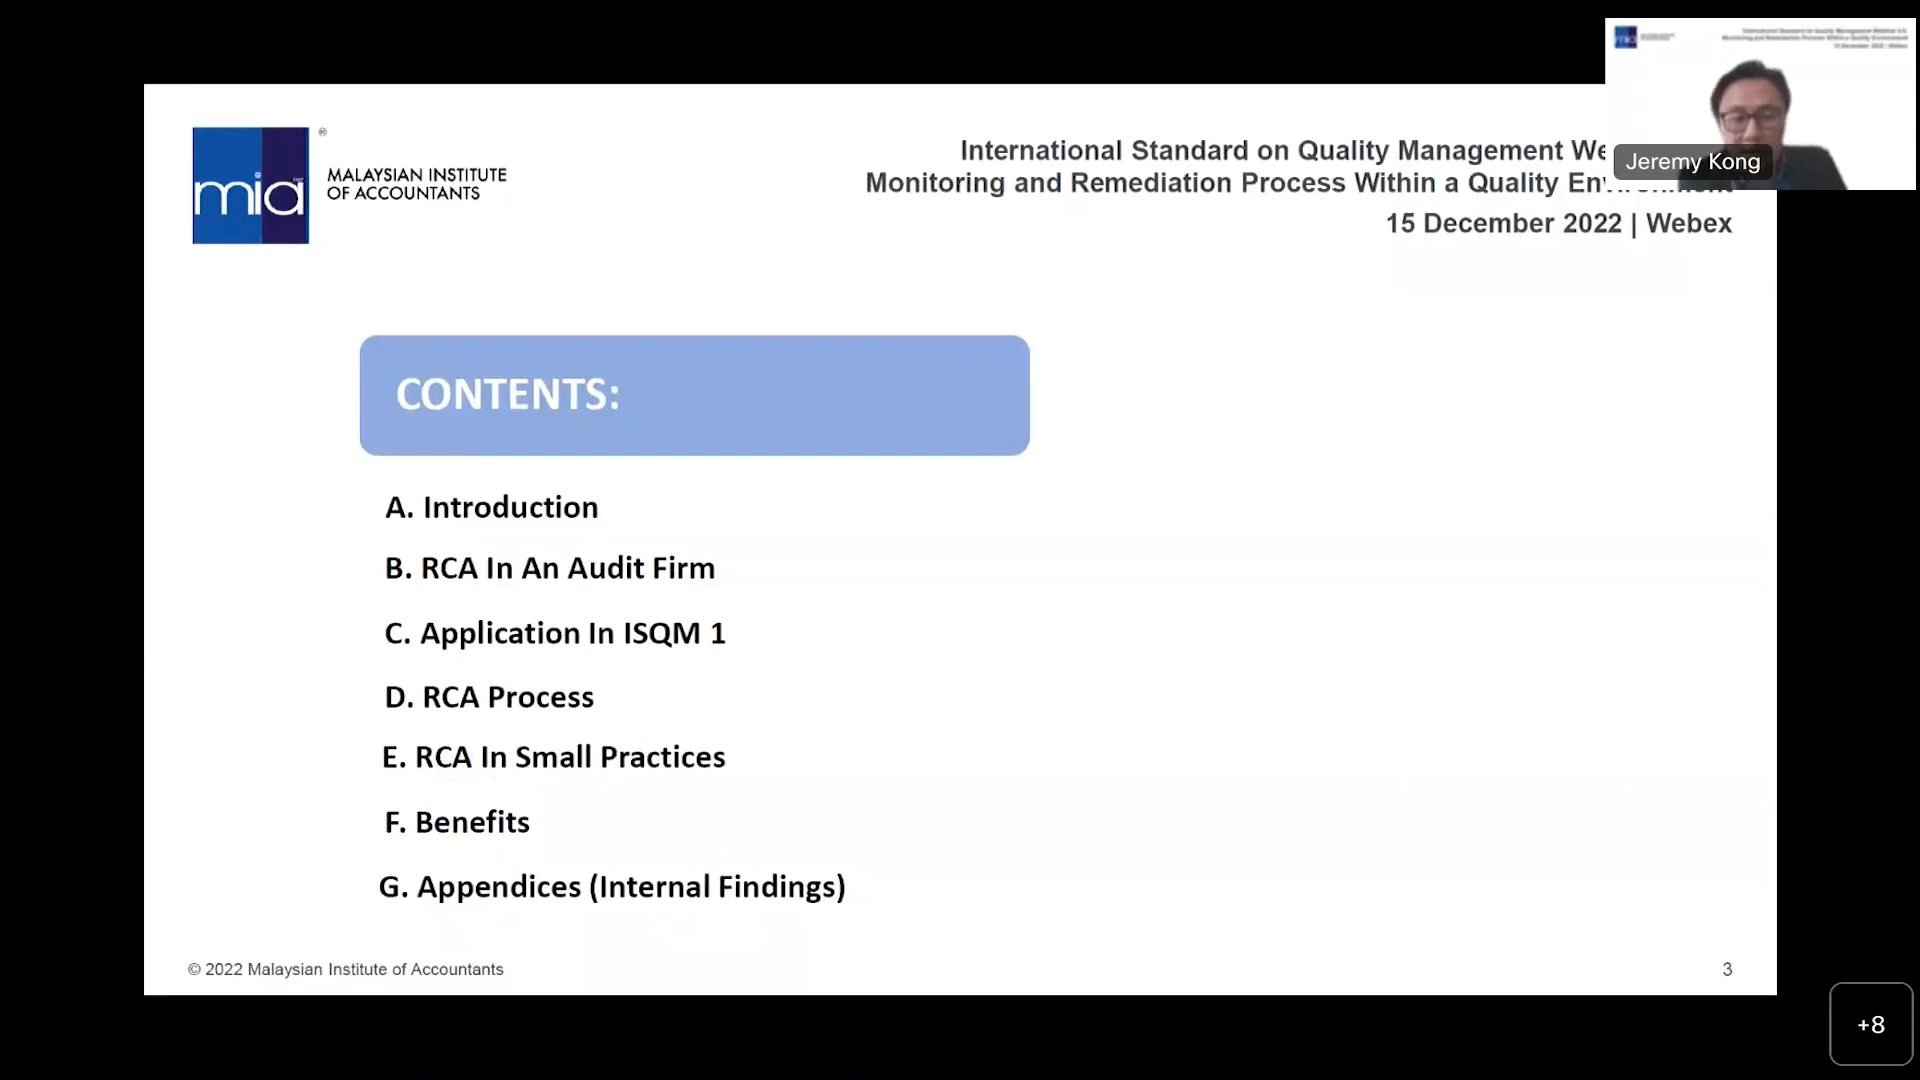 mia
MALAYSIAN INSTITUTE
OF ACCOUNTANTS
®
International Standard on Quality Management We
Monitoring and Remediation Process Within a Quality Environment
15 December 2022 | Webex
Jeremy Kong
CONTENTS:
A. Introduction
B. RCA In An Audit Firm
C. Application In ISQM 1
D. RCA Process
E. RCA In Small Practices
F. Benefits
G. Appendices (Internal Findings)
© 2022 Malaysian Institute of Accountants
3
+8